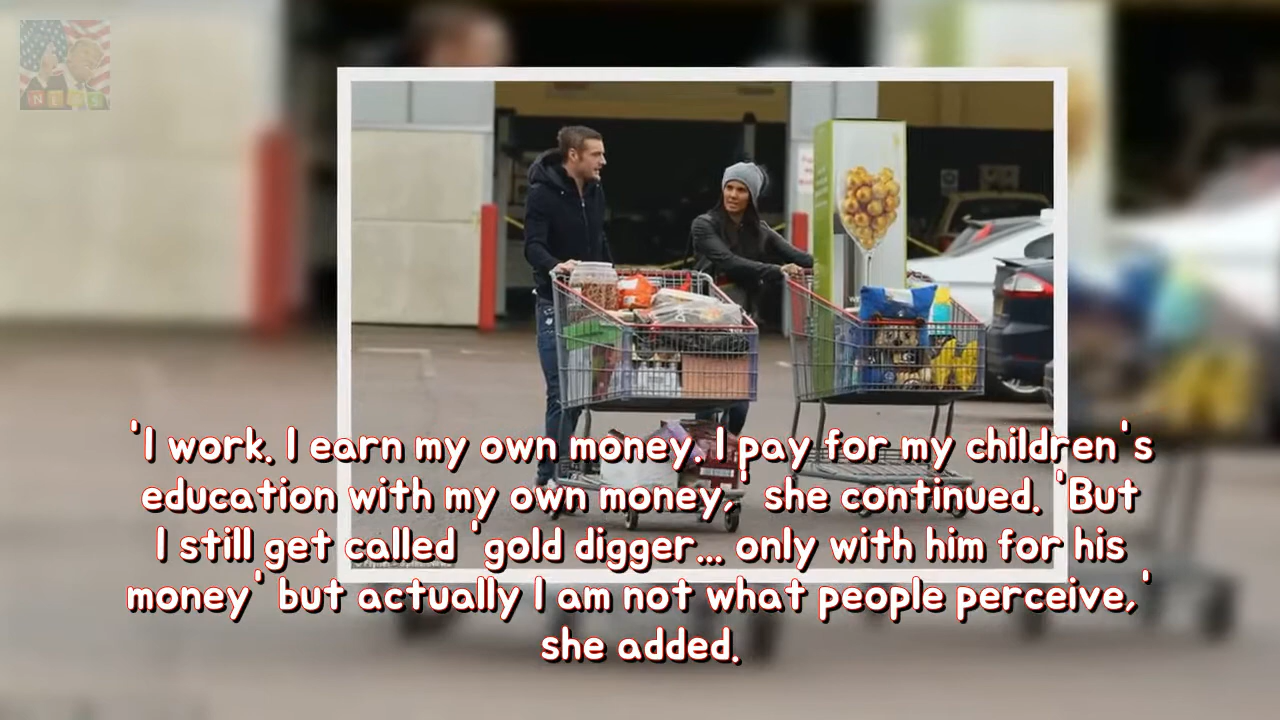 'I work. I earn my own money. I pay for my children's
education with my own money,' she continued. 'But
I still get called 'gold digger... only with him for his
money' but actually I am not what people perceive,'
she added.